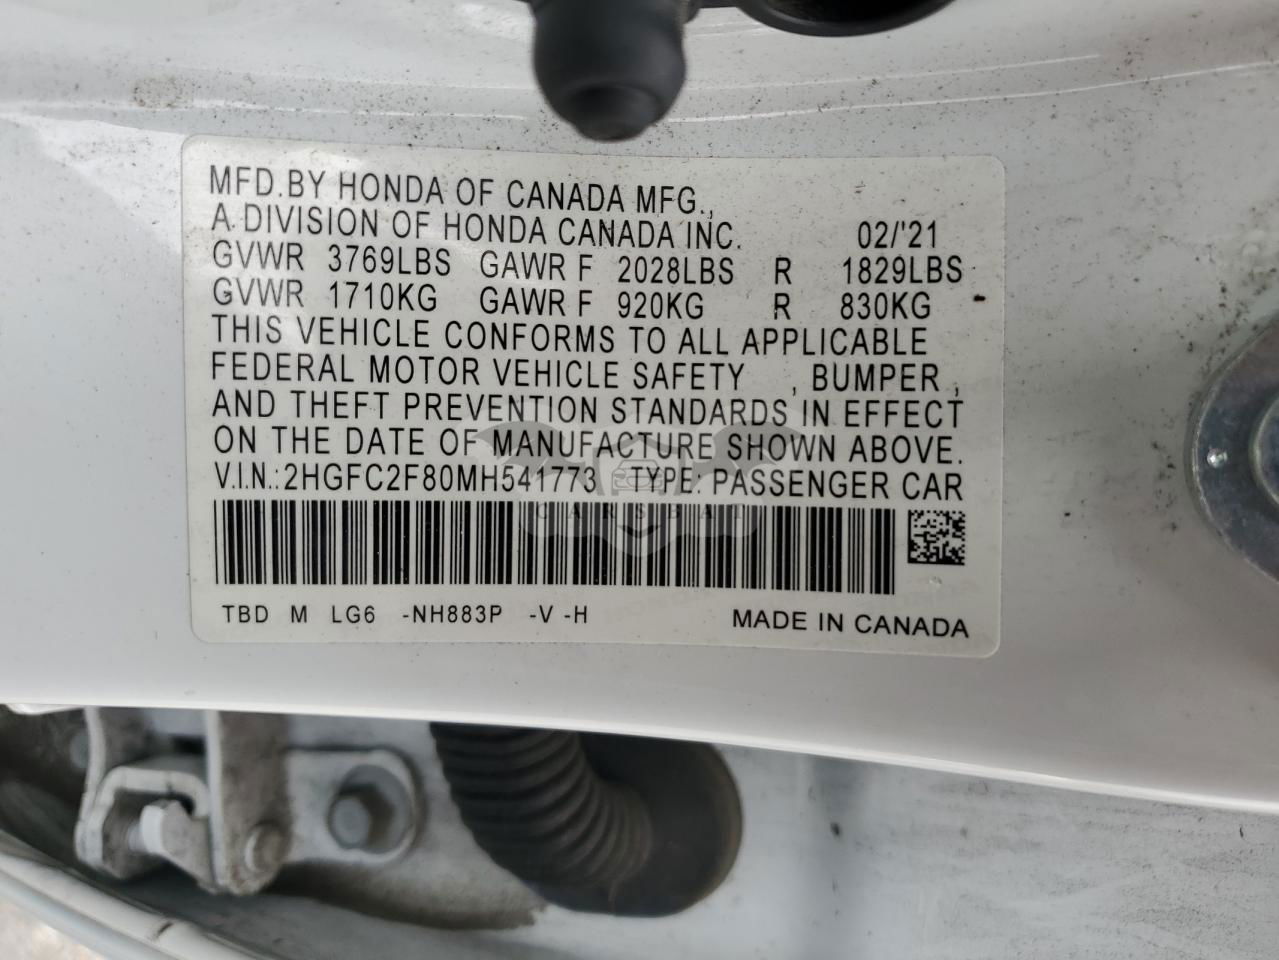 MFD.BY HONDA OF CANADA MFG.,
A DIVISION OF HONDA CANADA INC. 02/'21
GVWR 3769LBS GAWR F 2028LBS R 1829LBS
GVWR 1710KG GAWR F 920KG R 830KG
THIS VEHICLE CONFORMS TO ALL APPLICABLE
FEDERAL MOTOR VEHICLE SAFETY , BUMPER ,
AND THEFT PREVENTION STANDARDS IN EFFECT
ON THE DATE OF MANUFACTURE SHOWN ABOVE.
V.I.N.:2HGFC2F80MH541773 TYPE: PASSENGER CAR
CARSBAT
TBD M LG6 -NH883P -V -H MADE IN CANADA